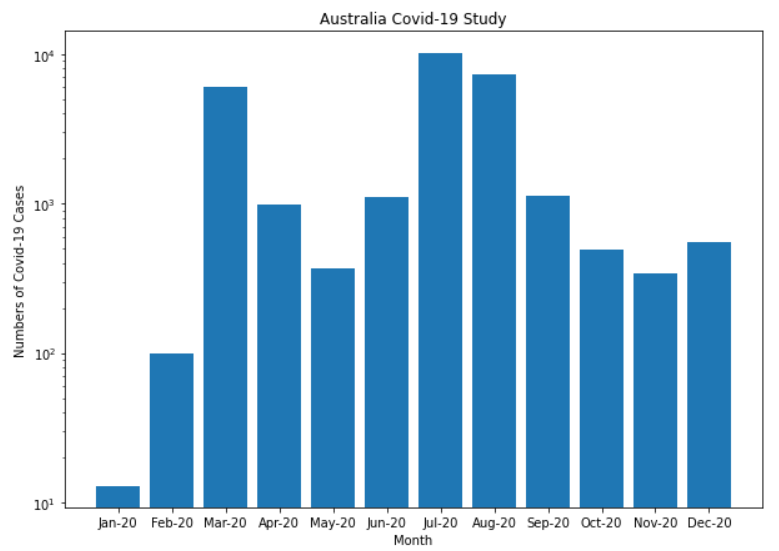 Australia Covid-19 Study
Numbers of Covid-19 Cases
10⁴
10³
10²
10¹
Jan-20 Feb-20 Mar-20 Apr-20 May-20 Jun-20 Jul-20 Aug-20 Sep-20 Oct-20 Nov-20 Dec-20
Month